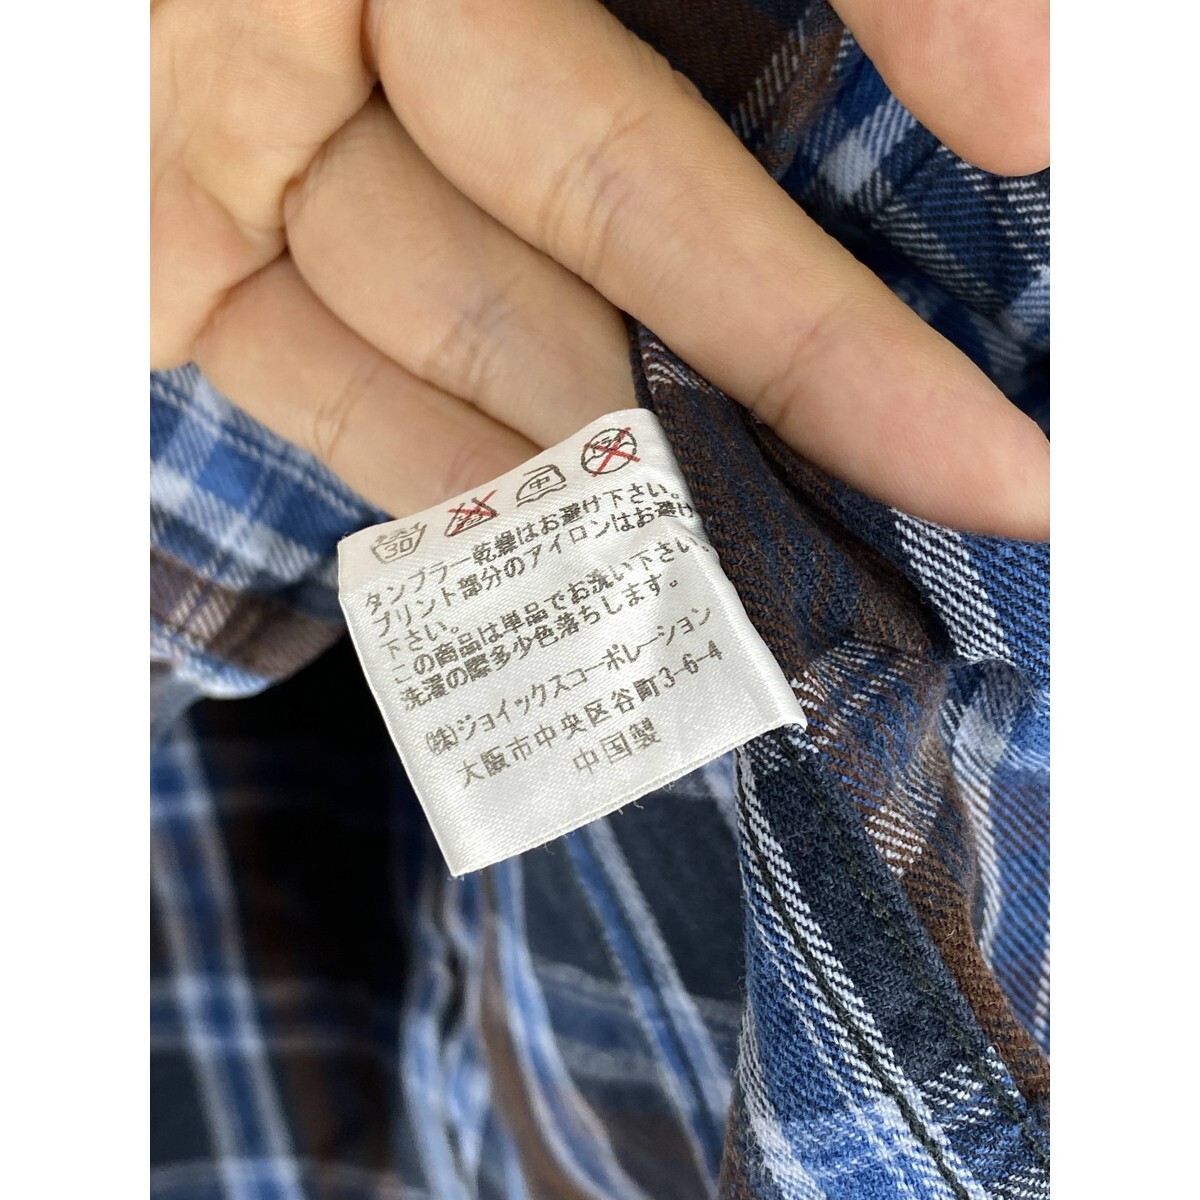 30 中 ドライ
タンブラー乾燥はお避け下さい。
プリント部分のアイロンはお避け
下さい。
この商品は単品でお洗い下さい。
洗濯の際多少色落ちします。
(株)ジョイックスコーポレーション
大阪市中央区谷町3-6-4
中国製